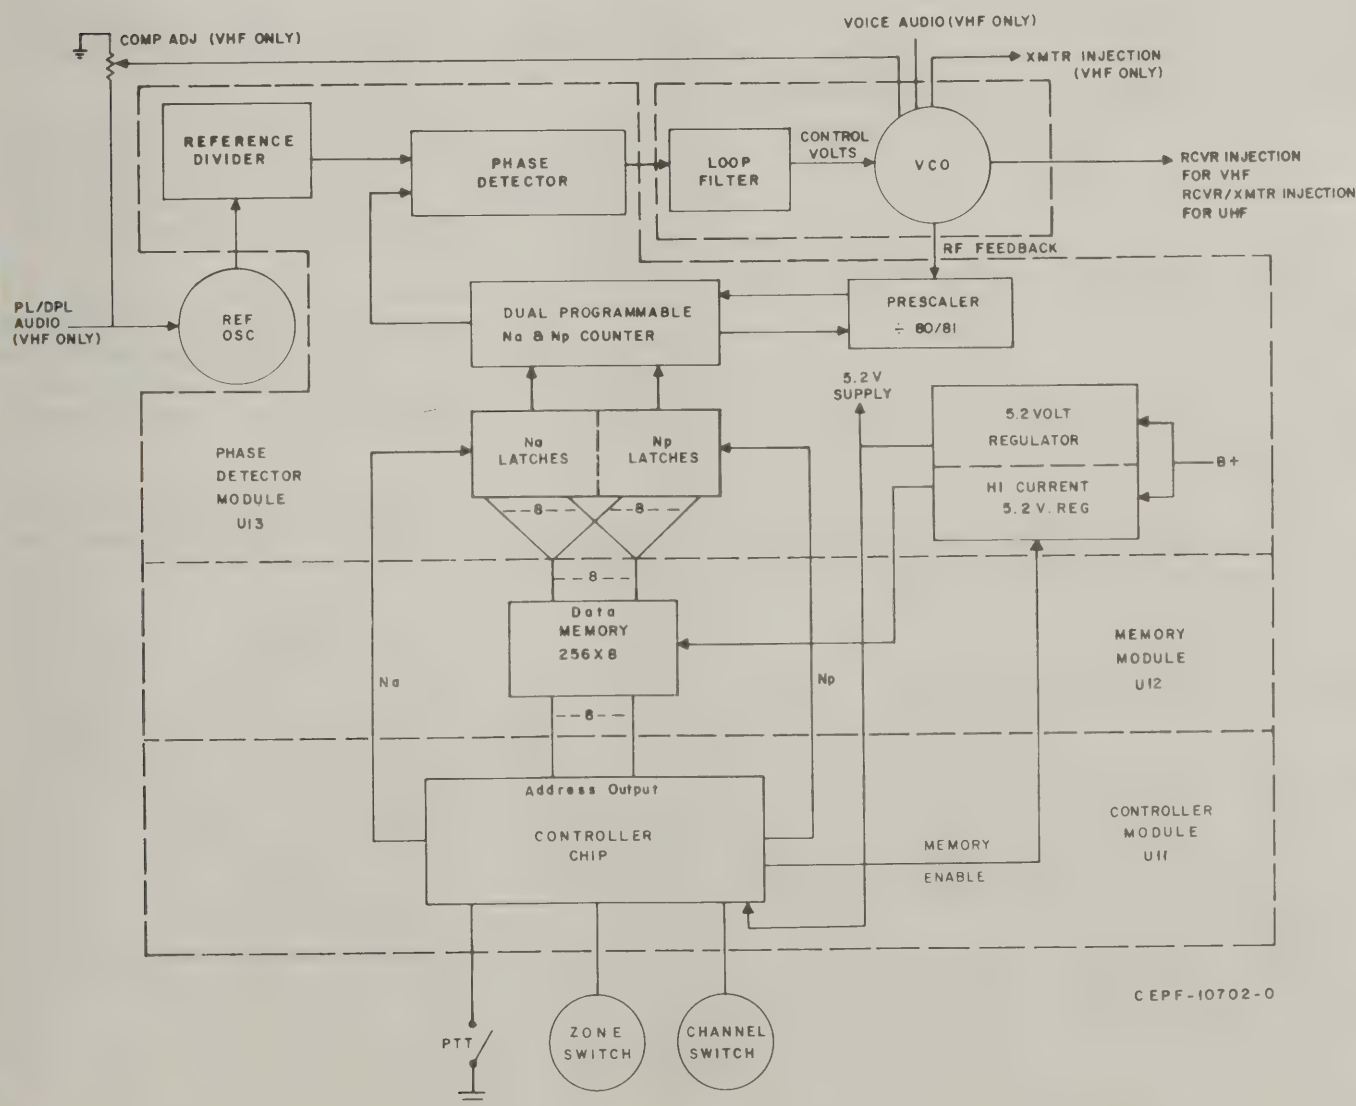 VOICE AUDIO (VHF ONLY)
COMP ADJ (VHF ONLY)
XMTR INJECTION
(VHF ONLY)
REFERENCE
DIVIDER
PHASE
DETECTOR
LOOP
FILTER
CONTROL
VOLTS
VCO
RCVR INJECTION
FOR VHF
RCVR/XMTR INJECTION
FOR UHF
RF FEEDBACK
PL/DPL
AUDIO
(VHF ONLY)
REF
OSC
DUAL PROGRAMMABLE
Na & Np COUNTER
PRESCALER
÷ 80/81
5.2V
SUPPLY
5.2 VOLT
REGULATOR
HI CURRENT
5.2 V. REG
B+
PHASE
DETECTOR
MODULE
U13
Na
LATCHES
Np
LATCHES
8
8
8
Data
MEMORY
256X8
MEMORY
MODULE
U12
Na
Np
8
Address Output
CONTROLLER
CHIP
MEMORY
ENABLE
CONTROLLER
MODULE
U11
CEPF-10702-0
PTT
ZONE
SWITCH
CHANNEL
SWITCH